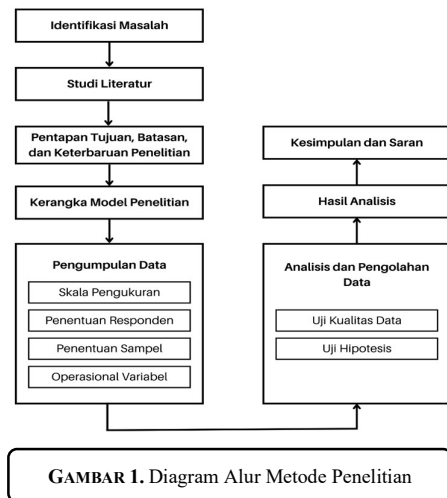 Identifikasi Masalah
Studi Literatur
Pentapan Tujuan, Batasan,
dan Keterbaruan Penelitian
Kerangka Model Penelitian
Pengumpulan Data
Skala Pengukuran
Penentuan Responden
Penentuan Sampel
Operasional Variabel
Analisis dan Pengolahan
Data
Uji Kualitas Data
Uji Hipotesis
Hasil Analisis
Kesimpulan dan Saran
GAMBAR 1. Diagram Alur Metode Penelitian